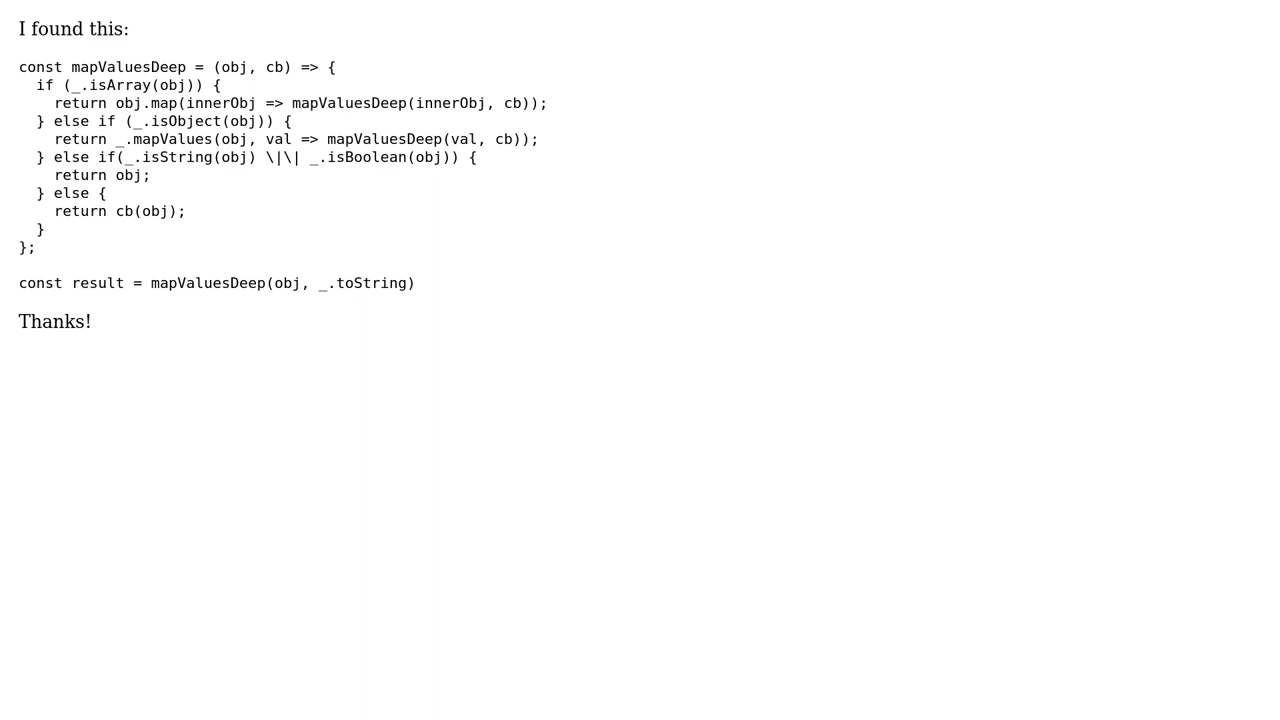 I found this:
const mapValuesDeep = (obj, cb) => {
  if (_.isArray(obj)) {
    return obj.map(innerObj => mapValuesDeep(innerObj, cb));
  } else if (_.isObject(obj)) {
    return _.mapValues(obj, val => mapValuesDeep(val, cb));
  } else if(_.isString(obj) \|\| _.isBoolean(obj)) {
    return obj;
  } else {
    return cb(obj);
  }
};
const result = mapValuesDeep(obj, _.toString)
Thanks!